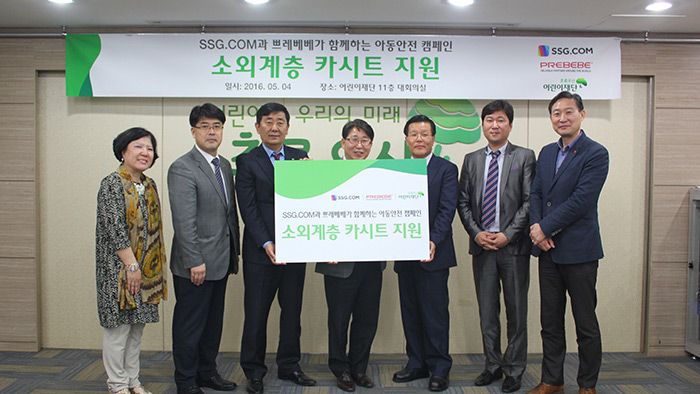 SSG.COM과 쁘레베베가 함께하는 아동안전 캠페인
소외계층 카시트 지원
일시: 2016. 05. 04 장소: 어린이재단 11층 대회의실
SSG.COM
PREBEBE
초록우산
어린이재단
우리의 미래
SSG.COM
PREBEBE
어린이재단
SSG.COM과 쁘레베베가 함께하는 아동안전 캠페인
소외계층 카시트 지원